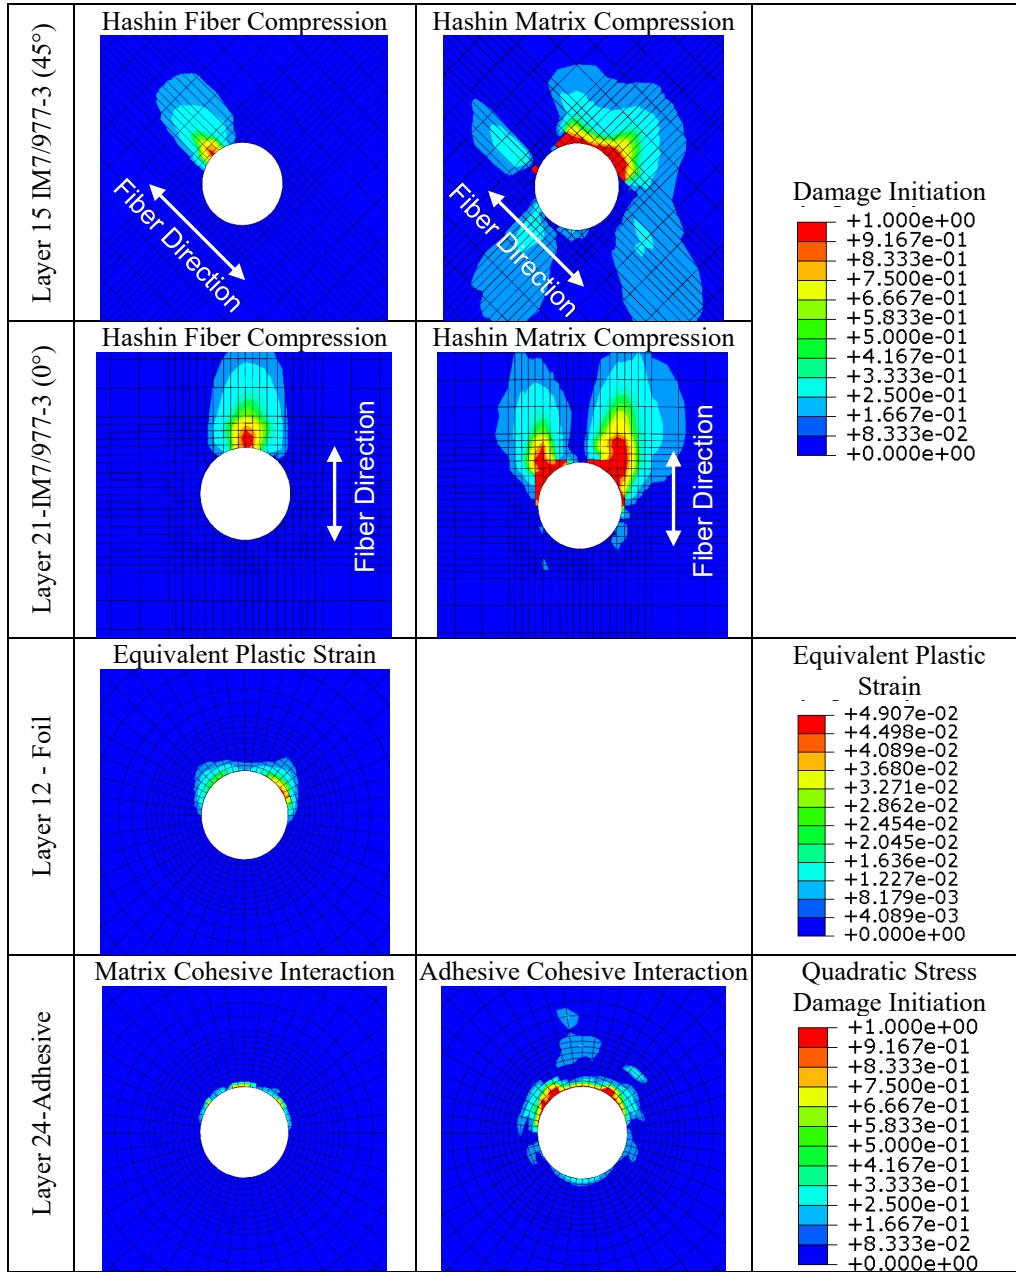 Layer 15 IM7/977-3 (45°)
Hashin Fiber Compression
Fiber Direction
Hashin Matrix Compression
Fiber Direction
Damage Initiation
+1.000e+00
+9.167e-01
+8.333e-01
+7.500e-01
+6.667e-01
+5.833e-01
+5.000e-01
+4.167e-01
+3.333e-01
+2.500e-01
+1.667e-01
+8.333e-02
+0.000e+00
Layer 21-IM7/977-3 (0°)
Hashin Fiber Compression
Fiber Direction
Hashin Matrix Compression
Fiber Direction
Layer 12 - Foil
Equivalent Plastic Strain
Equivalent Plastic
Strain
+4.907e-02
+4.498e-02
+4.089e-02
+3.680e-02
+3.271e-02
+2.862e-02
+2.454e-02
+2.045e-02
+1.636e-02
+1.227e-02
+8.179e-03
+4.089e-03
+0.000e+00
Layer 24-Adhesive
Matrix Cohesive Interaction
Adhesive Cohesive Interaction
Quadratic Stress
Damage Initiation
+1.000e+00
+9.167e-01
+8.333e-01
+7.500e-01
+6.667e-01
+5.833e-01
+5.000e-01
+4.167e-01
+3.333e-01
+2.500e-01
+1.667e-01
+8.333e-02
+0.000e+00